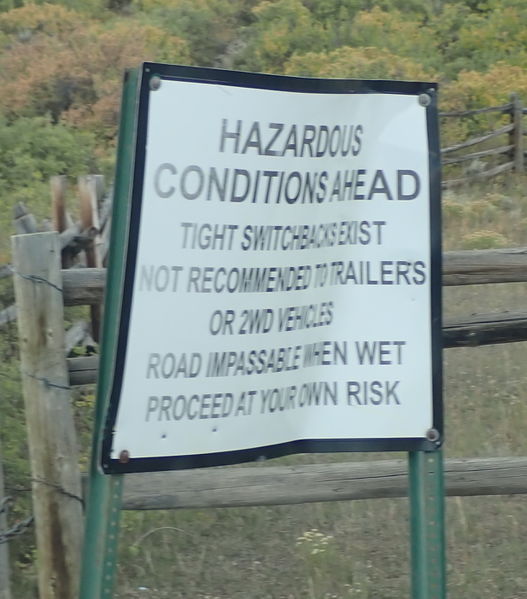 HAZARDOUS
CONDITIONS AHEAD
TIGHT SWITCHBACKS EXIST
NOT RECOMMENDED TO TRAILERS
OR 2WD VEHICLES
ROAD IMPASSABLE WHEN WET
PROCEED AT YOUR OWN RISK